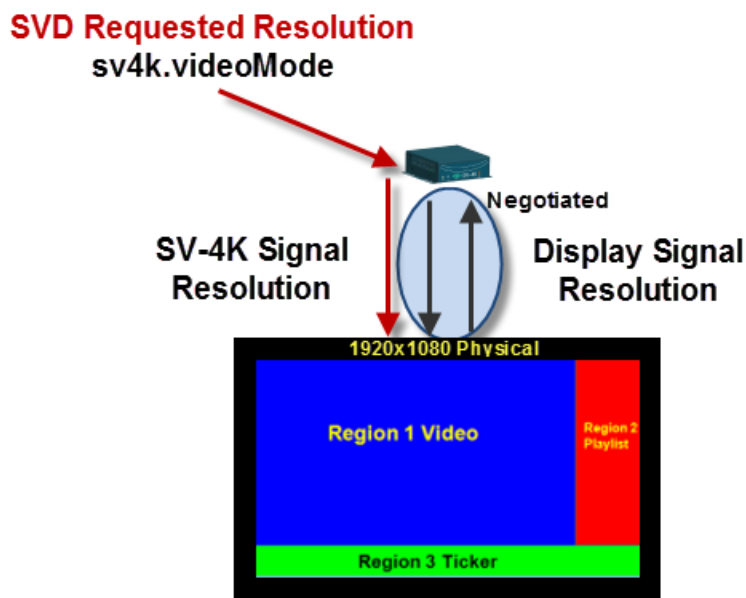 SVD Requested Resolution
sv4k.videoMode
Negotiated
SV-4K Signal
Resolution
Display Signal
Resolution
1920x1080 Physical
Region 1 Video
Region 2
Playlist
Region 3 Ticker